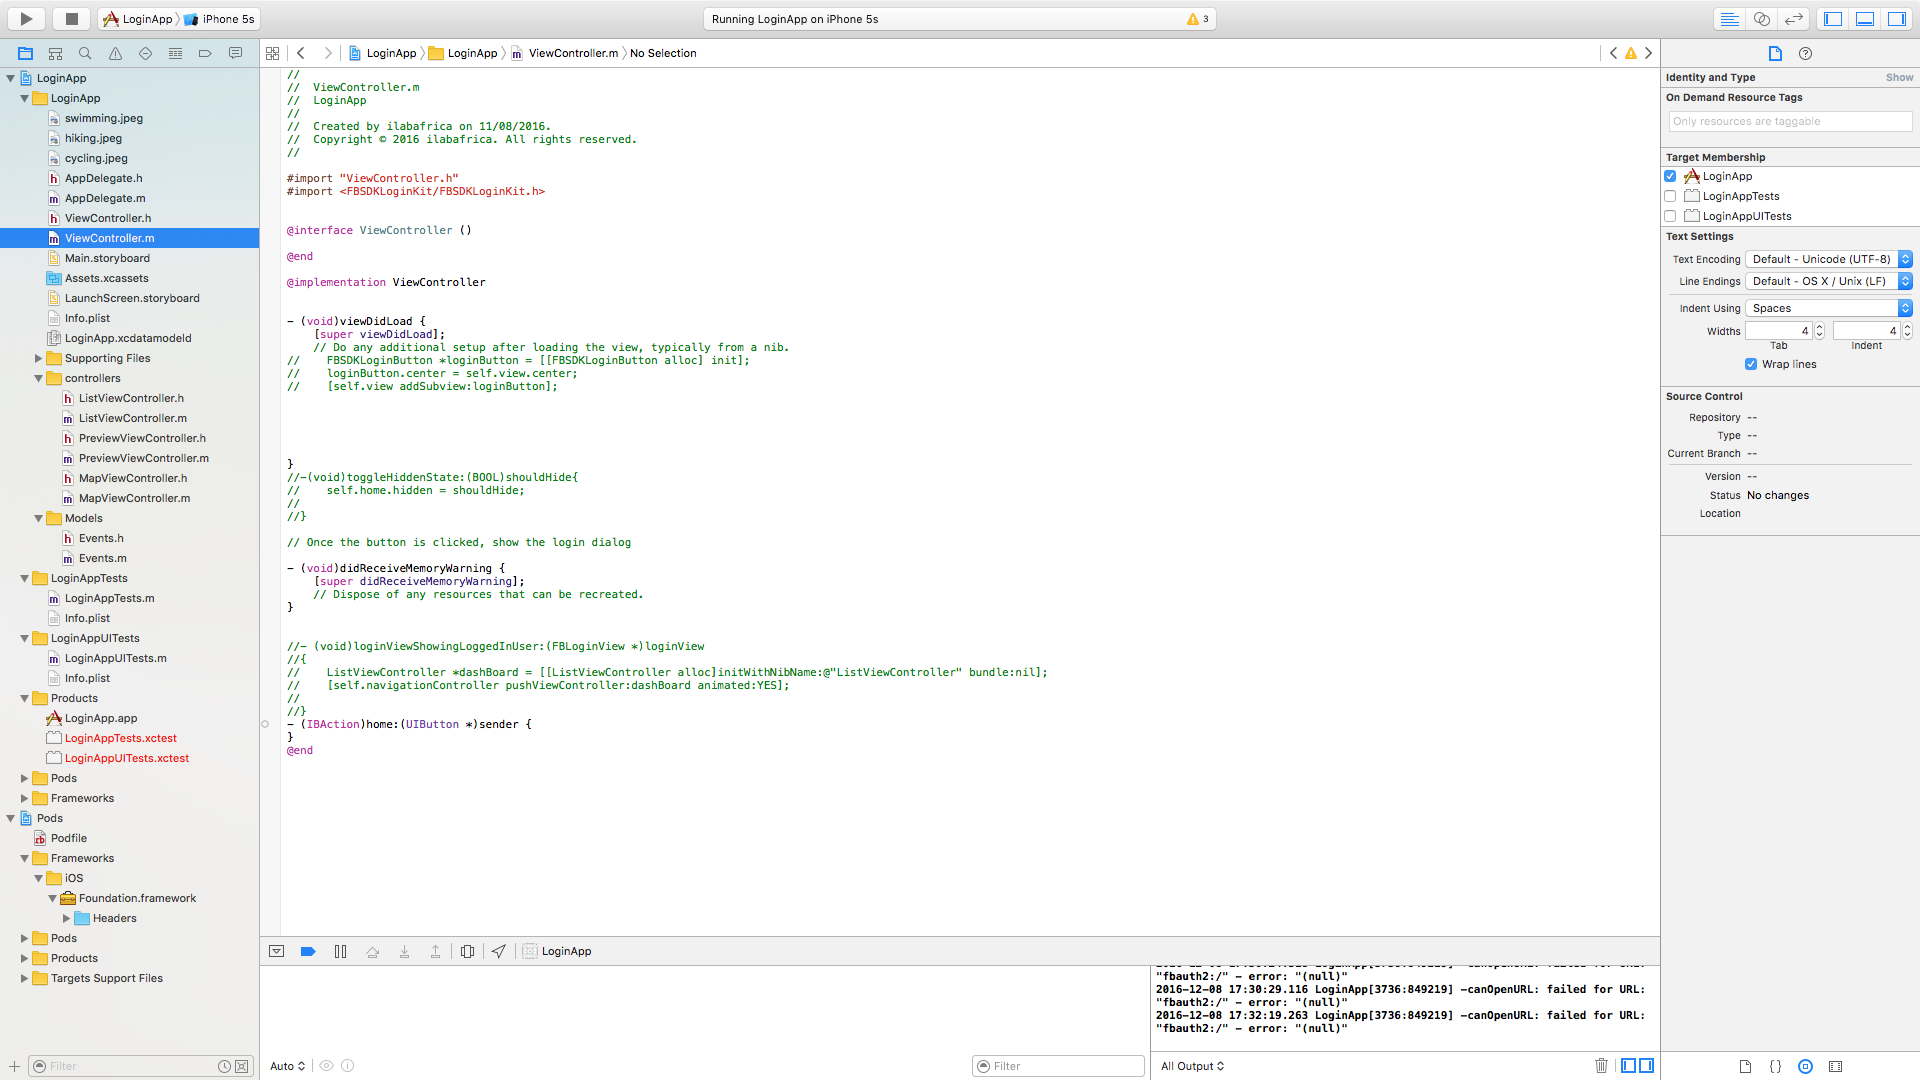 LoginApp
iPhone 5s
Running LoginApp on iPhone 5s
3
LoginApp
LoginApp
swimming.jpeg
hiking.jpeg
cycling.jpeg
AppDelegate.h
AppDelegate.m
ViewController.h
ViewController.m
Main.storyboard
Assets.xcassets
LaunchScreen.storyboard
Info.plist
LoginApp.xcdatamodeld
Supporting Files
controllers
ListViewController.h
ListViewController.m
PreviewViewController.h
PreviewViewController.m
MapViewController.h
MapViewController.m
Models
Events.h
Events.m
LoginAppTests
LoginAppTests.m
Info.plist
LoginAppUITests
LoginAppUITests.m
Info.plist
Products
LoginApp.app
LoginAppTests.xctest
LoginAppUITests.xctest
Pods
Frameworks
Pods
Podfile
Frameworks
iOS
Foundation.framework
Headers
Pods
Products
Targets Support Files
Filter
LoginApp
LoginApp
ViewController.m
No Selection
//
//  ViewController.m
//  LoginApp
//
//  Created by ilabafrica on 11/08/2016.
//  Copyright © 2016 ilabafrica. All rights reserved.
//
#import "ViewController.h"
#import <FBSDKLoginKit/FBSDKLoginKit.h>
@interface ViewController ()
@end
@implementation ViewController
- (void)viewDidLoad {
    [super viewDidLoad];
    // Do any additional setup after loading the view, typically from a nib.
//    FBSDKLoginButton *loginButton = [[FBSDKLoginButton alloc] init];
//    loginButton.center = self.view.center;
//    [self.view addSubview:loginButton];
}
//-(void)toggleHiddenState:(BOOL)shouldHide{
//    self.home.hidden = shouldHide;
//
//}
// Once the button is clicked, show the login dialog
- (void)didReceiveMemoryWarning {
    [super didReceiveMemoryWarning];
    // Dispose of any resources that can be recreated.
}
//- (void)loginViewShowingLoggedInUser:(FBLoginView *)loginView
//{
//    ListViewController *dashBoard = [[ListViewController alloc]initWithNibName:@"ListViewController" bundle:nil];
//    [self.navigationController pushViewController:dashBoard animated:YES];
//
//}
- (IBAction)home:(UIButton *)sender {
}
@end
LoginApp
"fbauth2:/" - error: "(null)"
2016-12-08 17:30:29.116 LoginApp[3736:849219] -canOpenURL: failed for URL:
"fbauth2:/" - error: "(null)"
2016-12-08 17:32:19.263 LoginApp[3736:849219] -canOpenURL: failed for URL:
"fbauth2:/" - error: "(null)"
Auto
Filter
All Output
Identity and Type
Show
On Demand Resource Tags
Only resources are taggable
Target Membership
LoginApp
LoginAppTests
LoginAppUITests
Text Settings
Text Encoding Default - Unicode (UTF-8)
Line Endings Default - OS X / Unix (LF)
Indent Using Spaces
Widths 4 4
Tab Indent
Wrap lines
Source Control
Repository --
Type --
Current Branch --
Version --
Status No changes
Location